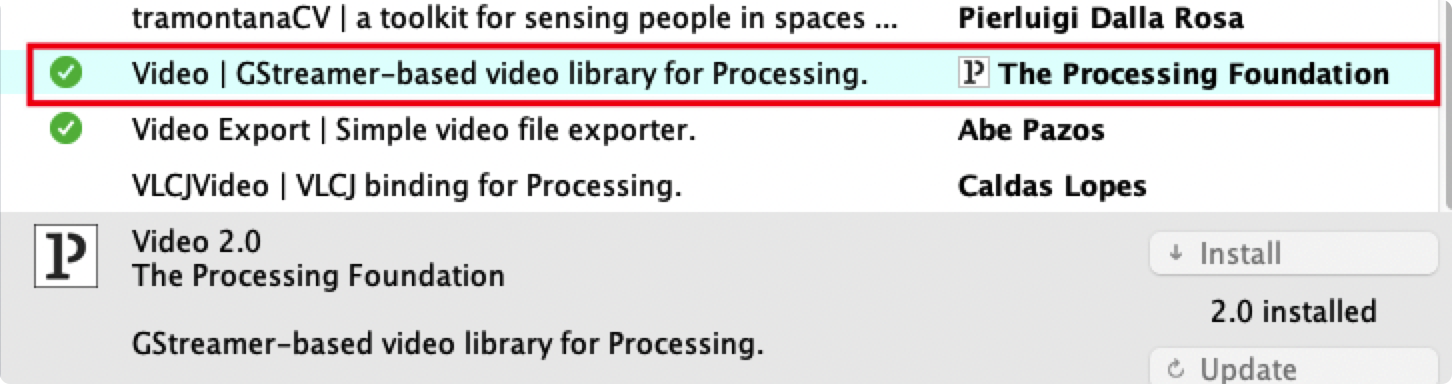 tramontanaCV | a toolkit for sensing people in spaces ... Pierluigi Dalla Rosa
Video | GStreamer-based video library for Processing. The Processing Foundation
Video Export | Simple video file exporter. Abe Pazos
VLCJVideo | VLCJ binding for Processing. Caldas Lopes
Video 2.0
The Processing Foundation
Install
2.0 installed
GStreamer-based video library for Processing.
Update